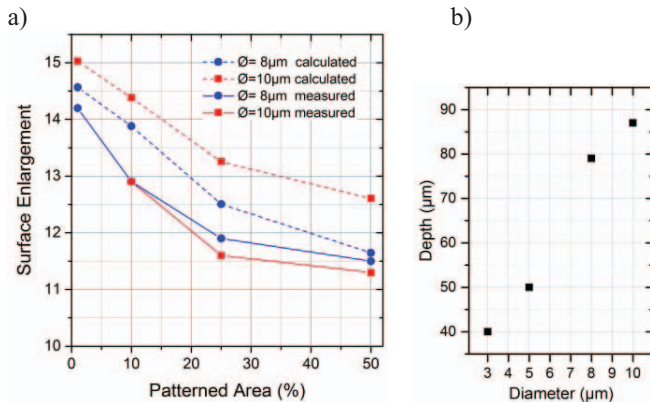 a)
15
14
13
12
11
10
Surface Enlargement
Ø= 8µm calculated
Ø=10µm calculated
Ø= 8µm measured
Ø=10µm measured
0 10 20 30 40 50
Patterned Area (%)
b)
90
80
70
60
50
40
Depth (µm)
3 4 5 6 7 8 9 10
Diameter (µm)